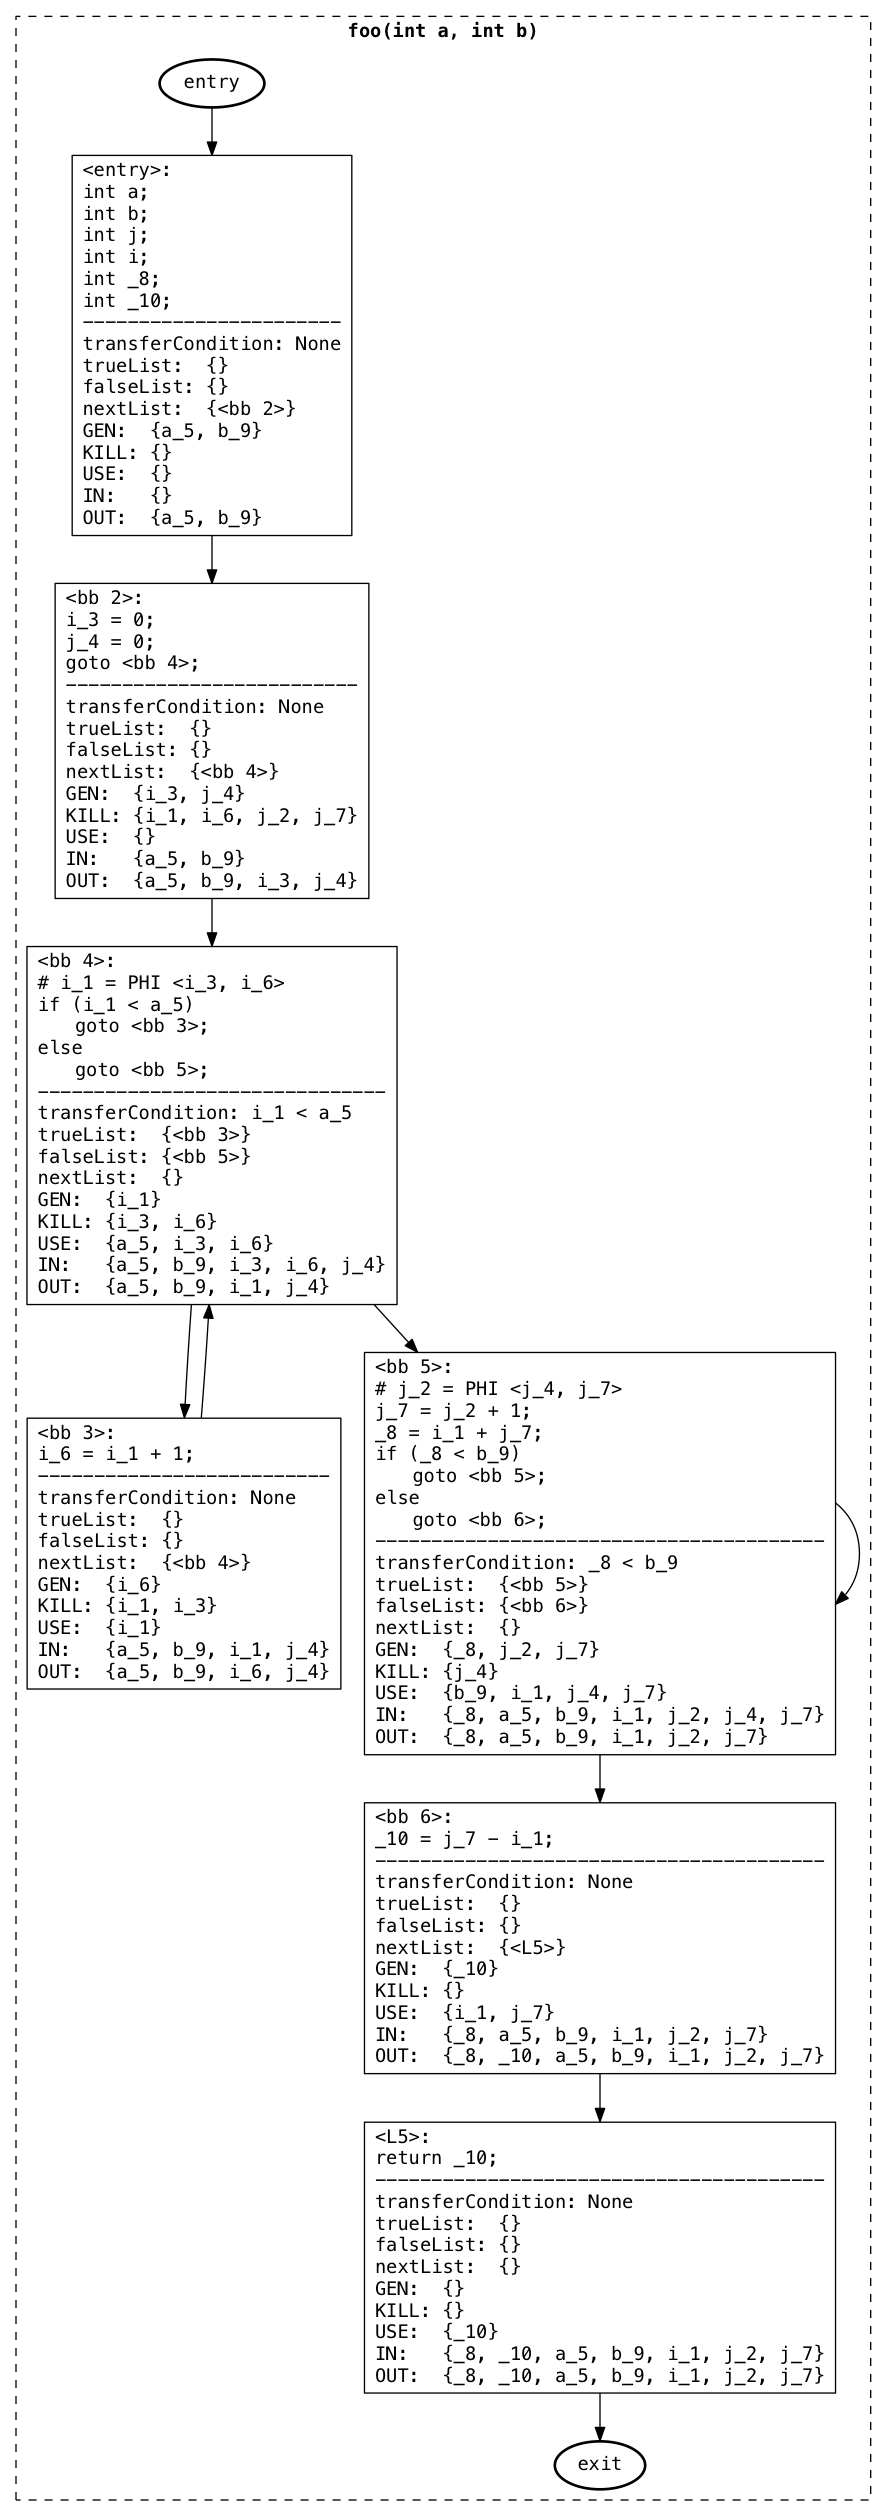 foo(int a, int b)
entry
<entry>:
int a;
int b;
int j;
int i;
int _8;
int _10;
-----------------------
transferCondition: None
trueList:  {}
falseList: {}
nextList:  {<bb 2>}
GEN:  {a_5, b_9}
KILL: {}
USE:  {}
IN:   {}
OUT:  {a_5, b_9}
<bb 2>:
i_3 = 0;
j_4 = 0;
goto <bb 4>;
--------------------------
transferCondition: None
trueList:  {}
falseList: {}
nextList:  {<bb 4>}
GEN:  {i_3, j_4}
KILL: {i_1, i_6, j_2, j_7}
USE:  {}
IN:   {a_5, b_9}
OUT:  {a_5, b_9, i_3, j_4}
<bb 4>:
# i_1 = PHI <i_3, i_6>
if (i_1 < a_5)
goto <bb 3>;
else
goto <bb 5>;
-------------------------------
transferCondition: i_1 < a_5
trueList:  {<bb 3>}
falseList: {<bb 5>}
nextList:  {}
GEN:  {i_1}
KILL: {i_3, i_6}
USE:  {a_5, i_3, i_6}
IN:   {a_5, b_9, i_3, i_6, j_4}
OUT:  {a_5, b_9, i_1, j_4}
<bb 3>:
i_6 = i_1 + 1;
--------------------------
transferCondition: None
trueList:  {}
falseList: {}
nextList:  {<bb 4>}
GEN:  {i_6}
KILL: {i_1, i_3}
USE:  {i_1}
IN:   {a_5, b_9, i_1, j_4}
OUT:  {a_5, b_9, i_6, j_4}
<bb 5>:
# j_2 = PHI <j_4, j_7>
j_7 = j_2 + 1;
_8 = i_1 + j_7;
if (_8 < b_9)
goto <bb 5>;
else
goto <bb 6>;
----------------------------------------
transferCondition: _8 < b_9
trueList:  {<bb 5>}
falseList: {<bb 6>}
nextList:  {}
GEN:  {_8, j_2, j_7}
KILL: {j_4}
USE:  {b_9, i_1, j_4, j_7}
IN:   {_8, a_5, b_9, i_1, j_2, j_4, j_7}
OUT:  {_8, a_5, b_9, i_1, j_2, j_7}
<bb 6>:
_10 = j_7 - i_1;
----------------------------------------
transferCondition: None
trueList:  {}
falseList: {}
nextList:  {<L5>}
GEN:  {_10}
KILL: {}
USE:  {i_1, j_7}
IN:   {_8, a_5, b_9, i_1, j_2, j_7}
OUT:  {_8, _10, a_5, b_9, i_1, j_2, j_7}
<L5>:
return _10;
----------------------------------------
transferCondition: None
trueList:  {}
falseList: {}
nextList:  {}
GEN:  {}
KILL: {}
USE:  {_10}
IN:   {_8, _10, a_5, b_9, i_1, j_2, j_7}
OUT:  {_8, _10, a_5, b_9, i_1, j_2, j_7}
exit